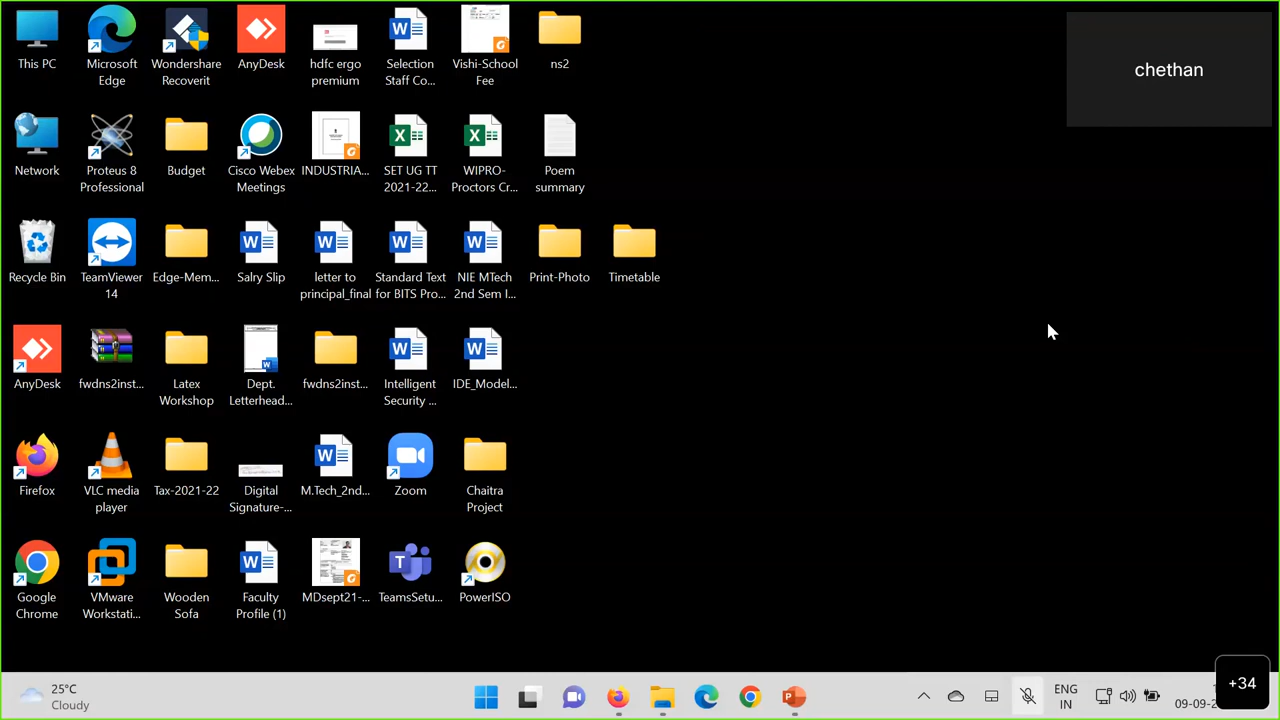 This PC
Microsoft
Edge
Wondershare
Recoverit
AnyDesk
hdfc ergo
premium
Selection
Staff Co...
Vishi-School
Fee
ns2
chethan
Network
Proteus 8
Professional
Budget
Cisco Webex
Meetings
INDUSTRIA...
SET UG TT
2021-22...
WIPRO-
Proctors Cr...
Poem
summary
Recycle Bin
TeamViewer
14
Edge-Mem...
Salry Slip
letter to
principal_final
Standard Text
for BITS Pro...
NIE MTech
2nd Sem I...
Print-Photo
Timetable
AnyDesk
fwdns2inst...
Latex
Workshop
Dept.
Letterhead...
fwdns2inst...
Intelligent
Security ...
IDE_Model...
Firefox
VLC media
player
Tax-2021-22
Digital
Signature-...
M.Tech_2nd...
Zoom
Chaitra
Project
Google
Chrome
VMware
Workstati...
Wooden
Sofa
Faculty
Profile (1)
MDsept21-...
TeamsSetu...
PowerISO
25°C
Cloudy
ENG
IN
09-09-2
+34